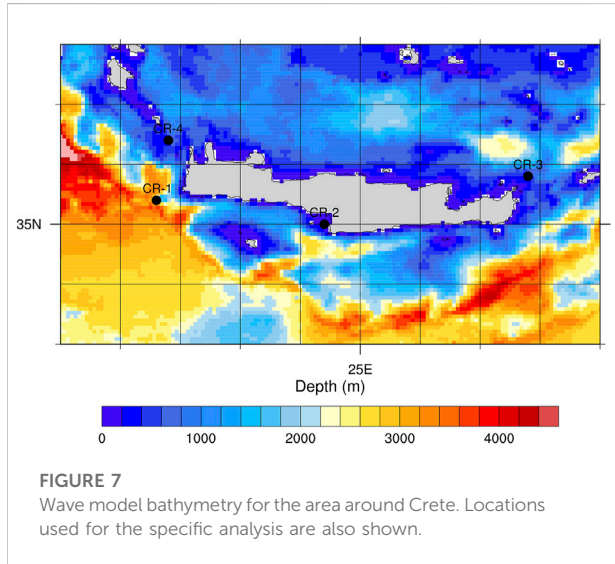 CR-4
CR-3
CR-1
CR-2
35N
25E
Depth (m)
0 1000 2000 3000 4000
FIGURE 7
Wave model bathymetry for the area around Crete. Locations
used for the specific analysis are also shown.